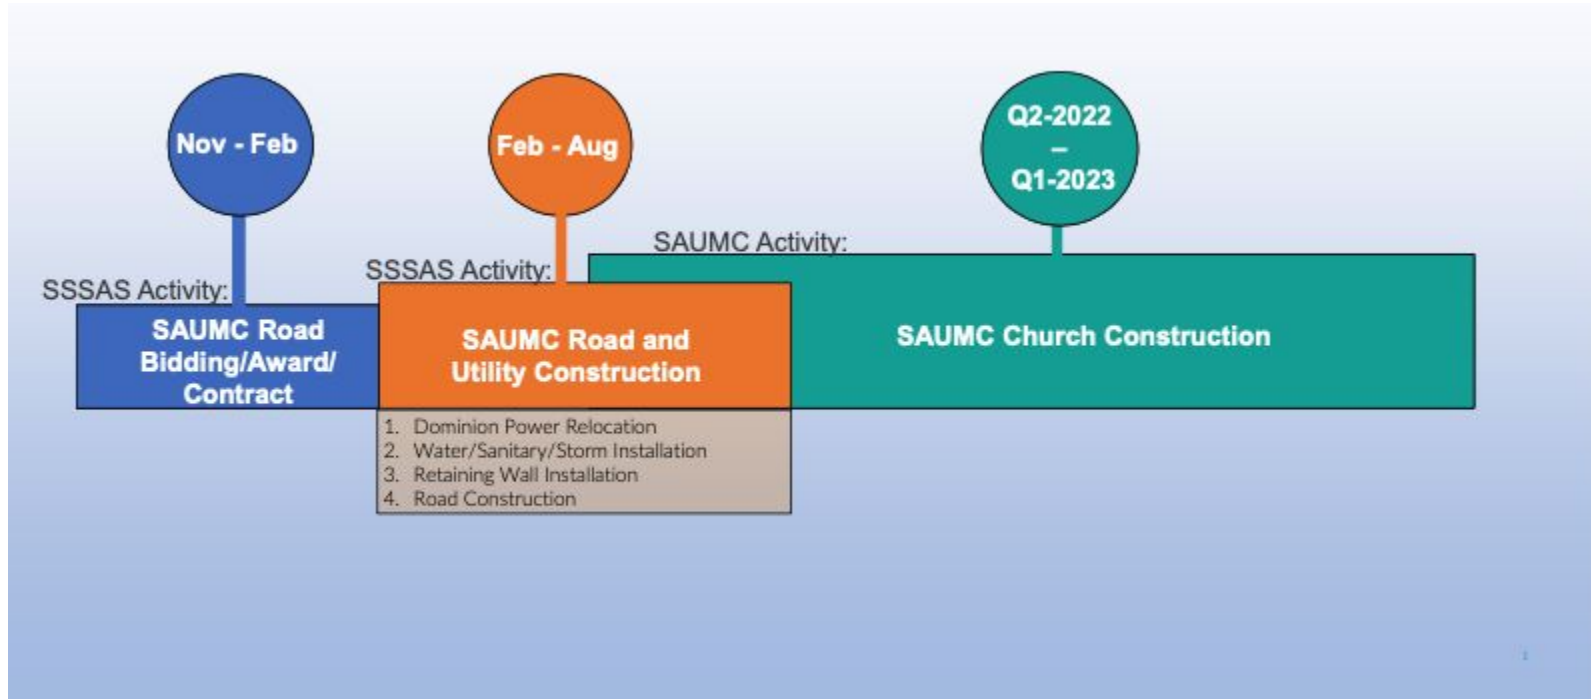 Nov - Feb
Feb - Aug
Q2-2022
–
Q1-2023
SSSAS Activity:
SAUMC Road
Bidding/Award/
Contract
SSSAS Activity:
SAUMC Road and
Utility Construction
1. Dominion Power Relocation
2. Water/Sanitary/Storm Installation
3. Retaining Wall Installation
4. Road Construction
SAUMC Activity:
SAUMC Church Construction